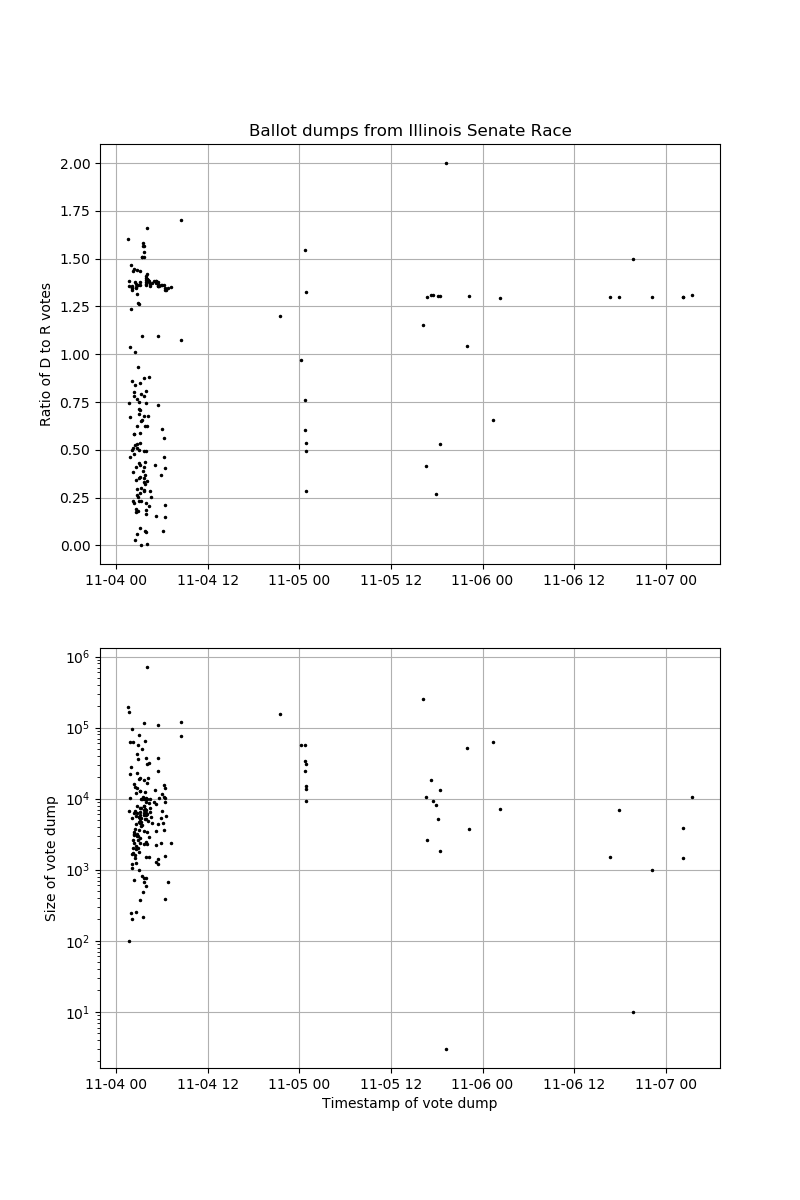 Ballot dumps from Illinois Senate Race
Ratio of D to R votes
2.00
1.75
1.50
1.25
1.00
0.75
0.50
0.25
0.00
11-04 00 11-04 12 11-05 00 11-05 12 11-06 00 11-06 12 11-07 00
Size of vote dump
10⁶
10⁵
10⁴
10³
10²
10¹
11-04 00 11-04 12 11-05 00 11-05 12 11-06 00 11-06 12 11-07 00
Timestamp of vote dump